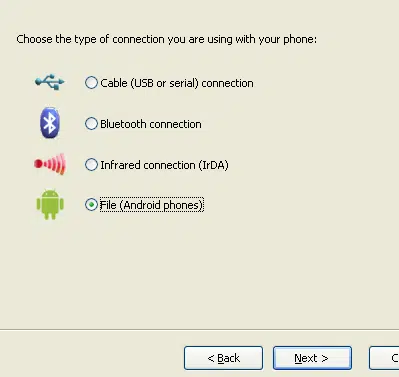 Choose the type of connection you are using with your phone:
Cable (USB or serial) connection
Bluetooth connection
Infrared connection (IrDA)
File (Android phones)
< Back Next > C